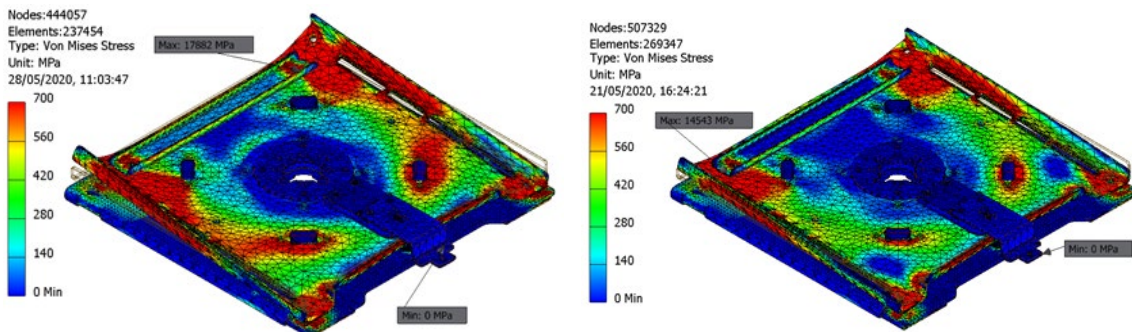 Nodes:444057
Elements:237454
Type: Von Mises Stress
Unit: MPa
28/05/2020, 11:03:47
Max: 17882 MPa
700
560
420
280
140
0 Min
Min: 0 MPa
Nodes:507329
Elements:269347
Type: Von Mises Stress
Unit: MPa
21/05/2020, 16:24:21
Max: 14543 MPa
700
560
420
280
140
0 Min
Min: 0 MPa